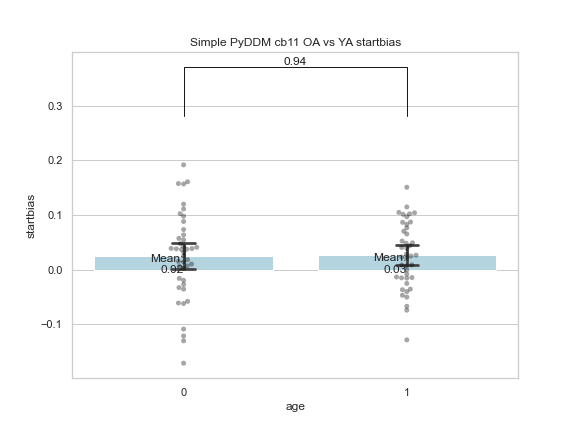 Simple PyDDM cb11 OA vs YA startbias
0.94
0.3
0.2
0.1
0.0
−0.1
startbias
Mean:
0.02
Mean:
0.03
0
1
age